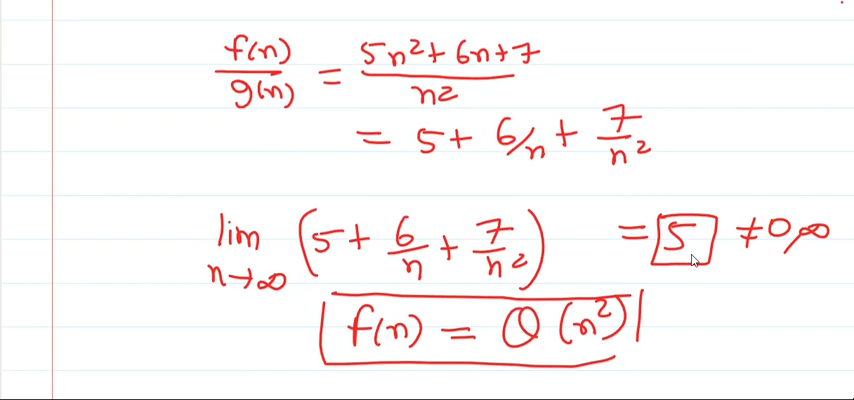 f(n)/g(n) = (5n²+6n+7)/n²
= 5 + 6/n + 7/n²
lim n→∞ (5 + 6/n + 7/n²) = 5 ≠ 0,∞
f(n) = Θ(n²)